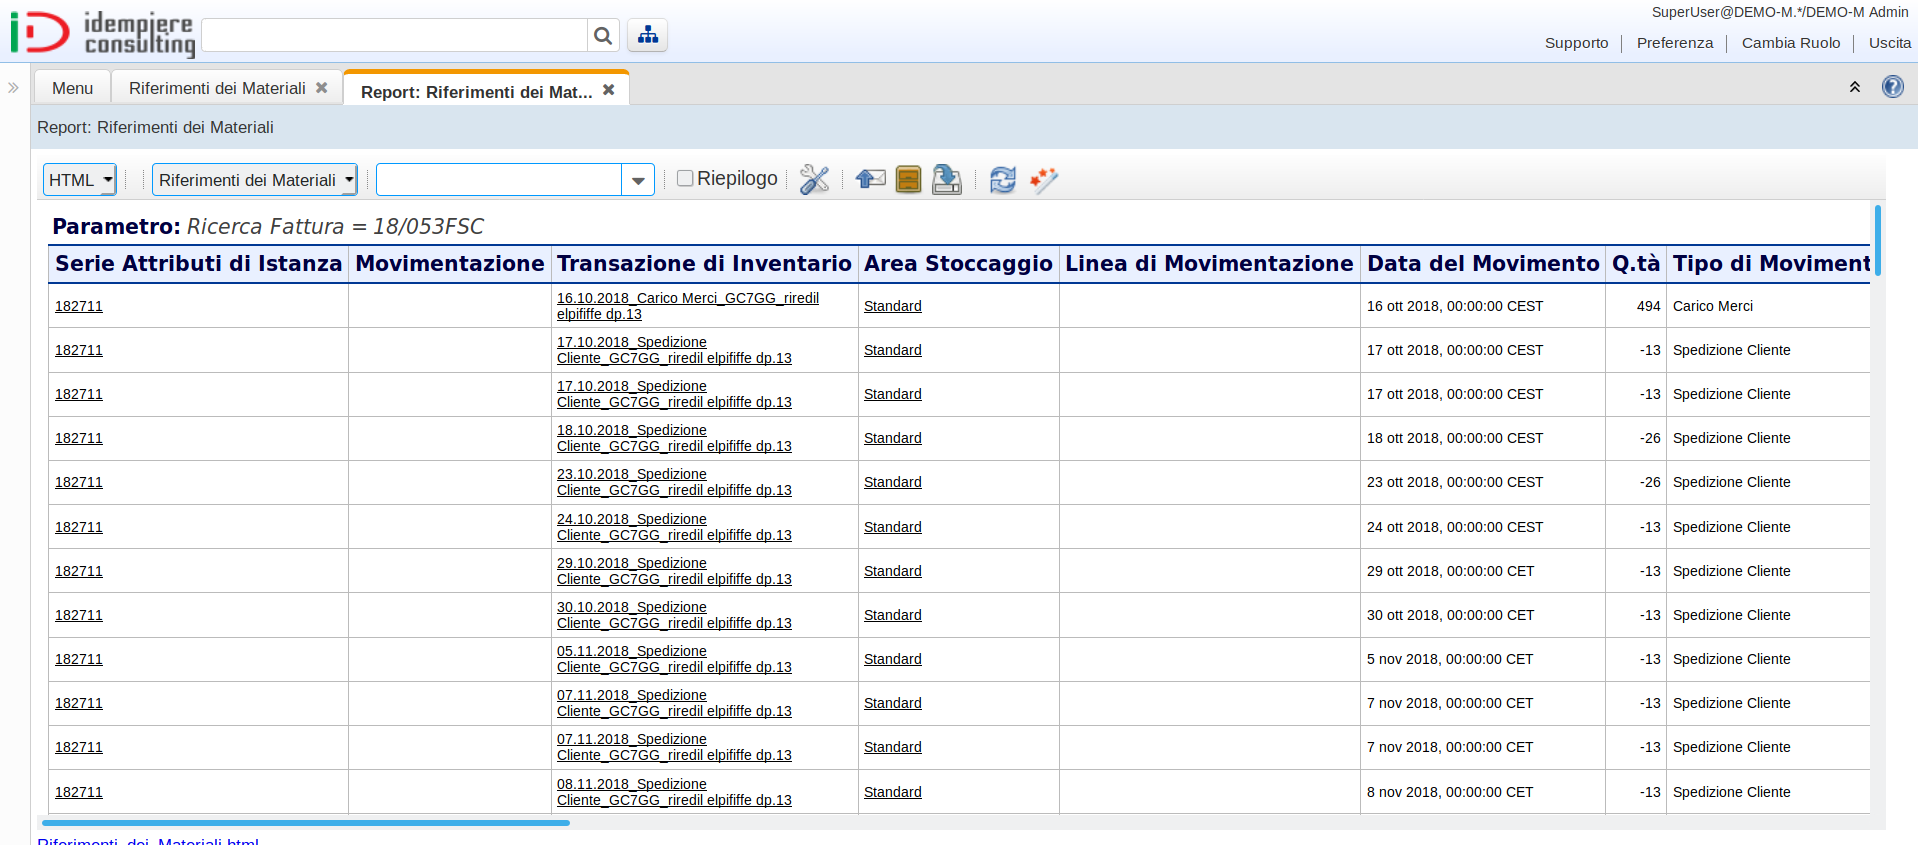 SuperUser@DEMO-M.*/DEMO-M Admin
idempiere
consulting
Supporto Preferenza Cambia Ruolo Uscita
Menu Riferimenti dei Materiali Report: Riferimenti dei Mat...
Report: Riferimenti dei Materiali
HTML Riferimenti dei Materiali Riepilogo
Parametro: Ricerca Fattura = 18/053FSC
Serie Attributi di Istanza Movimentazione Transazione di Inventario Area Stoccaggio Linea di Movimentazione Data del Movimento Q.tà Tipo di Moviment
182711 16.10.2018_Carico Merci_GC7GG_riredil elpififfe dp.13 Standard 16 ott 2018, 00:00:00 CEST 494 Carico Merci
182711 17.10.2018_Spedizione Cliente_GC7GG_riredil elpififfe dp.13 Standard 17 ott 2018, 00:00:00 CEST -13 Spedizione Cliente
182711 17.10.2018_Spedizione Cliente_GC7GG_riredil elpififfe dp.13 Standard 17 ott 2018, 00:00:00 CEST -13 Spedizione Cliente
182711 18.10.2018_Spedizione Cliente_GC7GG_riredil elpififfe dp.13 Standard 18 ott 2018, 00:00:00 CEST -26 Spedizione Cliente
182711 23.10.2018_Spedizione Cliente_GC7GG_riredil elpififfe dp.13 Standard 23 ott 2018, 00:00:00 CEST -26 Spedizione Cliente
182711 24.10.2018_Spedizione Cliente_GC7GG_riredil elpififfe dp.13 Standard 24 ott 2018, 00:00:00 CEST -13 Spedizione Cliente
182711 29.10.2018_Spedizione Cliente_GC7GG_riredil elpififfe dp.13 Standard 29 ott 2018, 00:00:00 CET -13 Spedizione Cliente
182711 30.10.2018_Spedizione Cliente_GC7GG_riredil elpififfe dp.13 Standard 30 ott 2018, 00:00:00 CET -13 Spedizione Cliente
182711 05.11.2018_Spedizione Cliente_GC7GG_riredil elpififfe dp.13 Standard 5 nov 2018, 00:00:00 CET -13 Spedizione Cliente
182711 07.11.2018_Spedizione Cliente_GC7GG_riredil elpififfe dp.13 Standard 7 nov 2018, 00:00:00 CET -13 Spedizione Cliente
182711 07.11.2018_Spedizione Cliente_GC7GG_riredil elpififfe dp.13 Standard 7 nov 2018, 00:00:00 CET -13 Spedizione Cliente
182711 08.11.2018_Spedizione Cliente_GC7GG_riredil elpififfe dp.13 Standard 8 nov 2018, 00:00:00 CET -13 Spedizione Cliente
Riferimenti_dei_Materiali.html